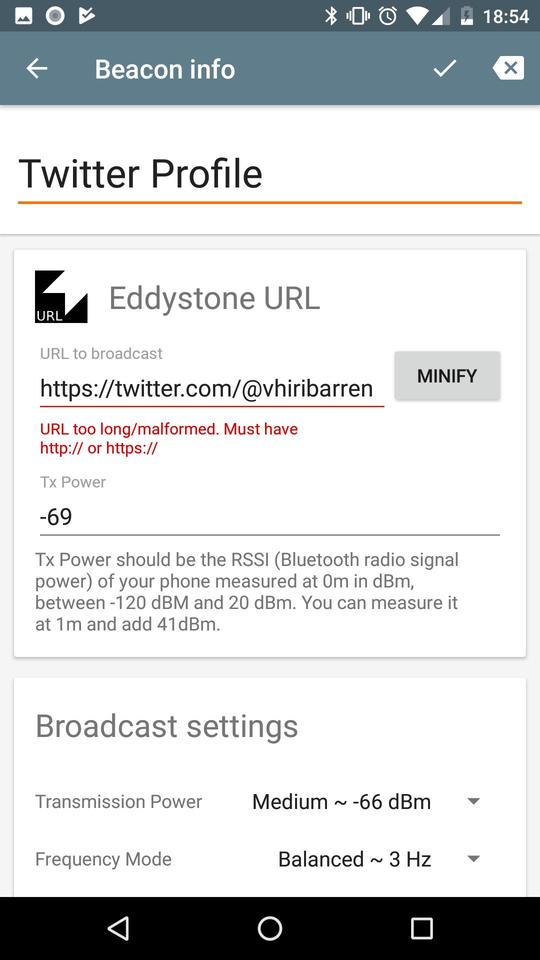 18:54
Beacon info
Twitter Profile
URL
Eddystone URL
URL to broadcast
https://twitter.com/@vhiribarren
MINIFY
URL too long/malformed. Must have
http:// or https://
Tx Power
-69
Tx Power should be the RSSI (Bluetooth radio signal
power) of your phone measured at 0m in dBm,
between -120 dBM and 20 dBm. You can measure it
at 1m and add 41dBm.
Broadcast settings
Transmission Power
Medium ~ -66 dBm
Frequency Mode
Balanced ~ 3 Hz